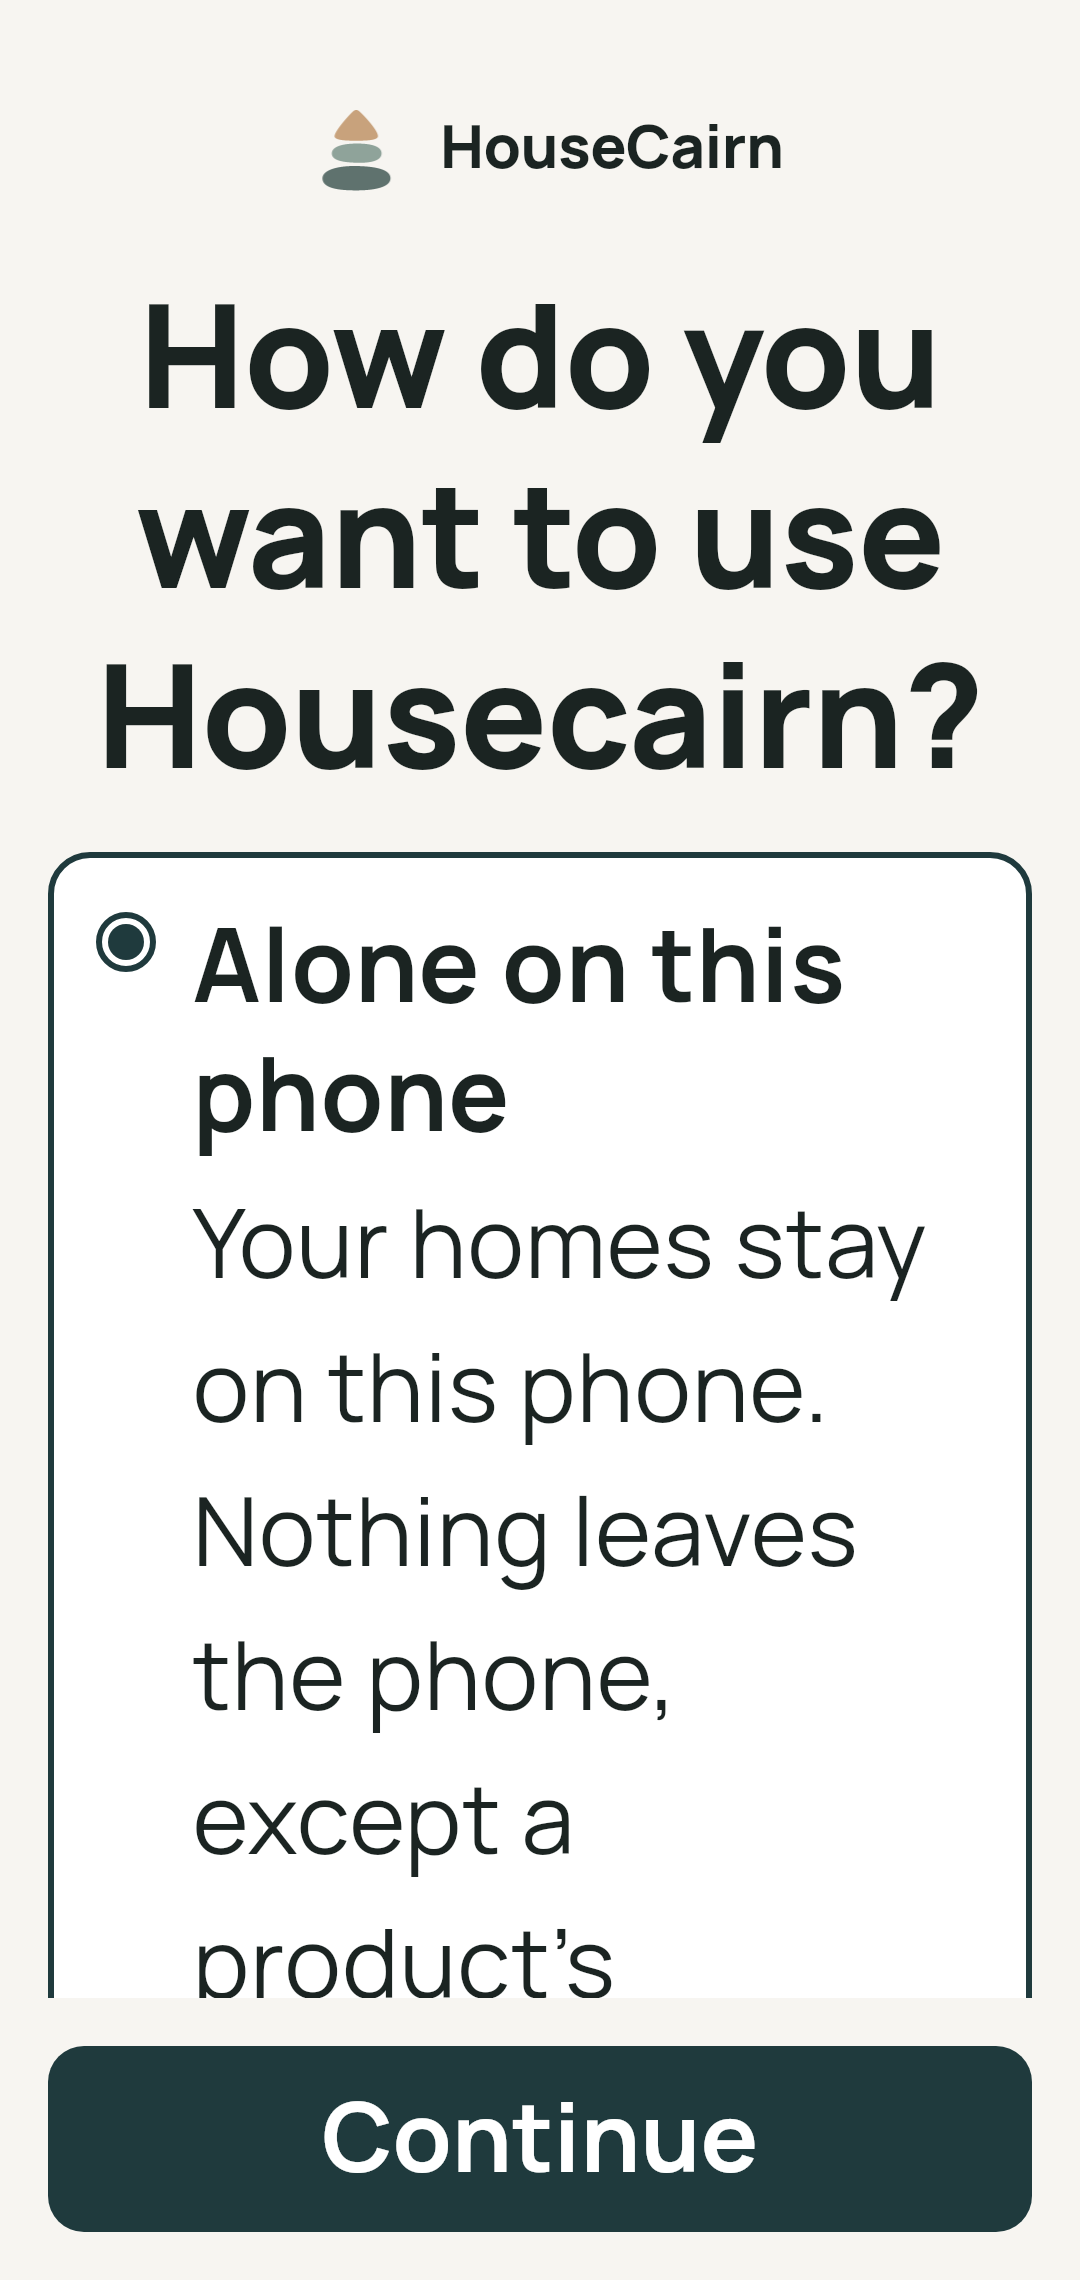 HouseCairn
How do you
want to use
Housecairn?
Alone on this
phone
Your homes stay
on this phone.
Nothing leaves
the phone,
except a
product’s
Continue